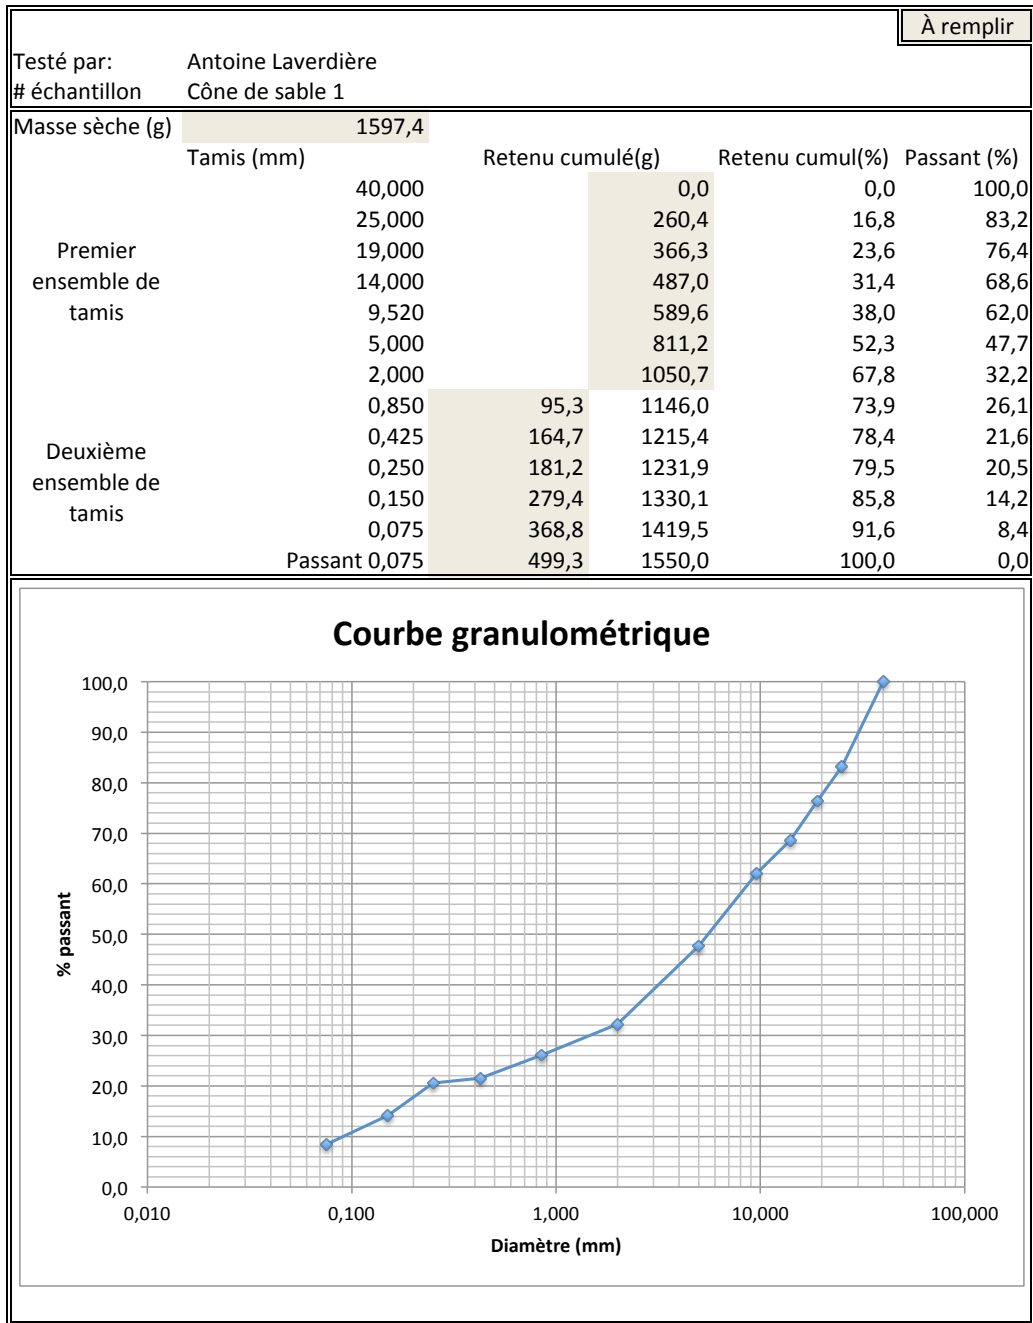 À remplir
Testé par: Antoine Laverdière
# échantillon Cône de sable 1
Masse sèche (g) 1597,4
Tamis (mm) Retenu cumulé(g) Retenu cumul(%) Passant (%)
Premier ensemble de tamis
40,000 0,0 0,0 100,0
25,000 260,4 16,8 83,2
19,000 366,3 23,6 76,4
14,000 487,0 31,4 68,6
9,520 589,6 38,0 62,0
5,000 811,2 52,3 47,7
2,000 1050,7 67,8 32,2
Deuxième ensemble de tamis
0,850 95,3 1146,0 73,9 26,1
0,425 164,7 1215,4 78,4 21,6
0,250 181,2 1231,9 79,5 20,5
0,150 279,4 1330,1 85,8 14,2
0,075 368,8 1419,5 91,6 8,4
Passant 0,075 499,3 1550,0 100,0 0,0
Courbe granulométrique
% passant
100,0
90,0
80,0
70,0
60,0
50,0
40,0
30,0
20,0
10,0
0,0
0,010 0,100 1,000 10,000 100,000
Diamètre (mm)